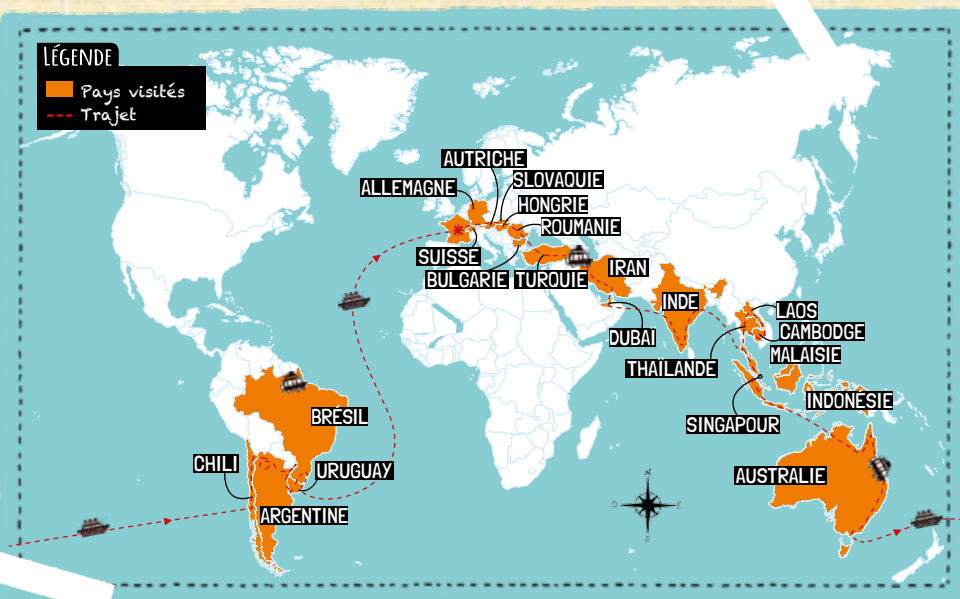 LÉGENDE
Pays visités
Trajet
AUTRICHE
ALLEMAGNE
SLOVAQUIE
HONGRIE
ROUMANIE
SUISSE
BULGARIE
TURQUIE
IRAN
INDE
DUBAÏ
LAOS
CAMBODGE
THAÏLANDE
MALAISIE
INDONÉSIE
SINGAPOUR
BRÉSIL
CHILI
URUGUAY
ARGENTINE
AUSTRALIE
N